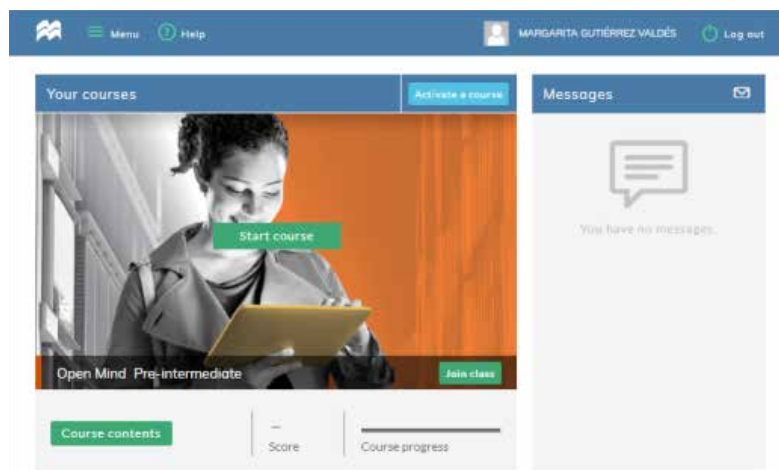 Menu
Help
MARGARITA GUTIÉRREZ VALDÉS
Log out
Your courses
Activate a course
Messages
Start course
You have no messages.
Open Mind Pre-intermediate
Join class
Course contents
–
Score
Course progress